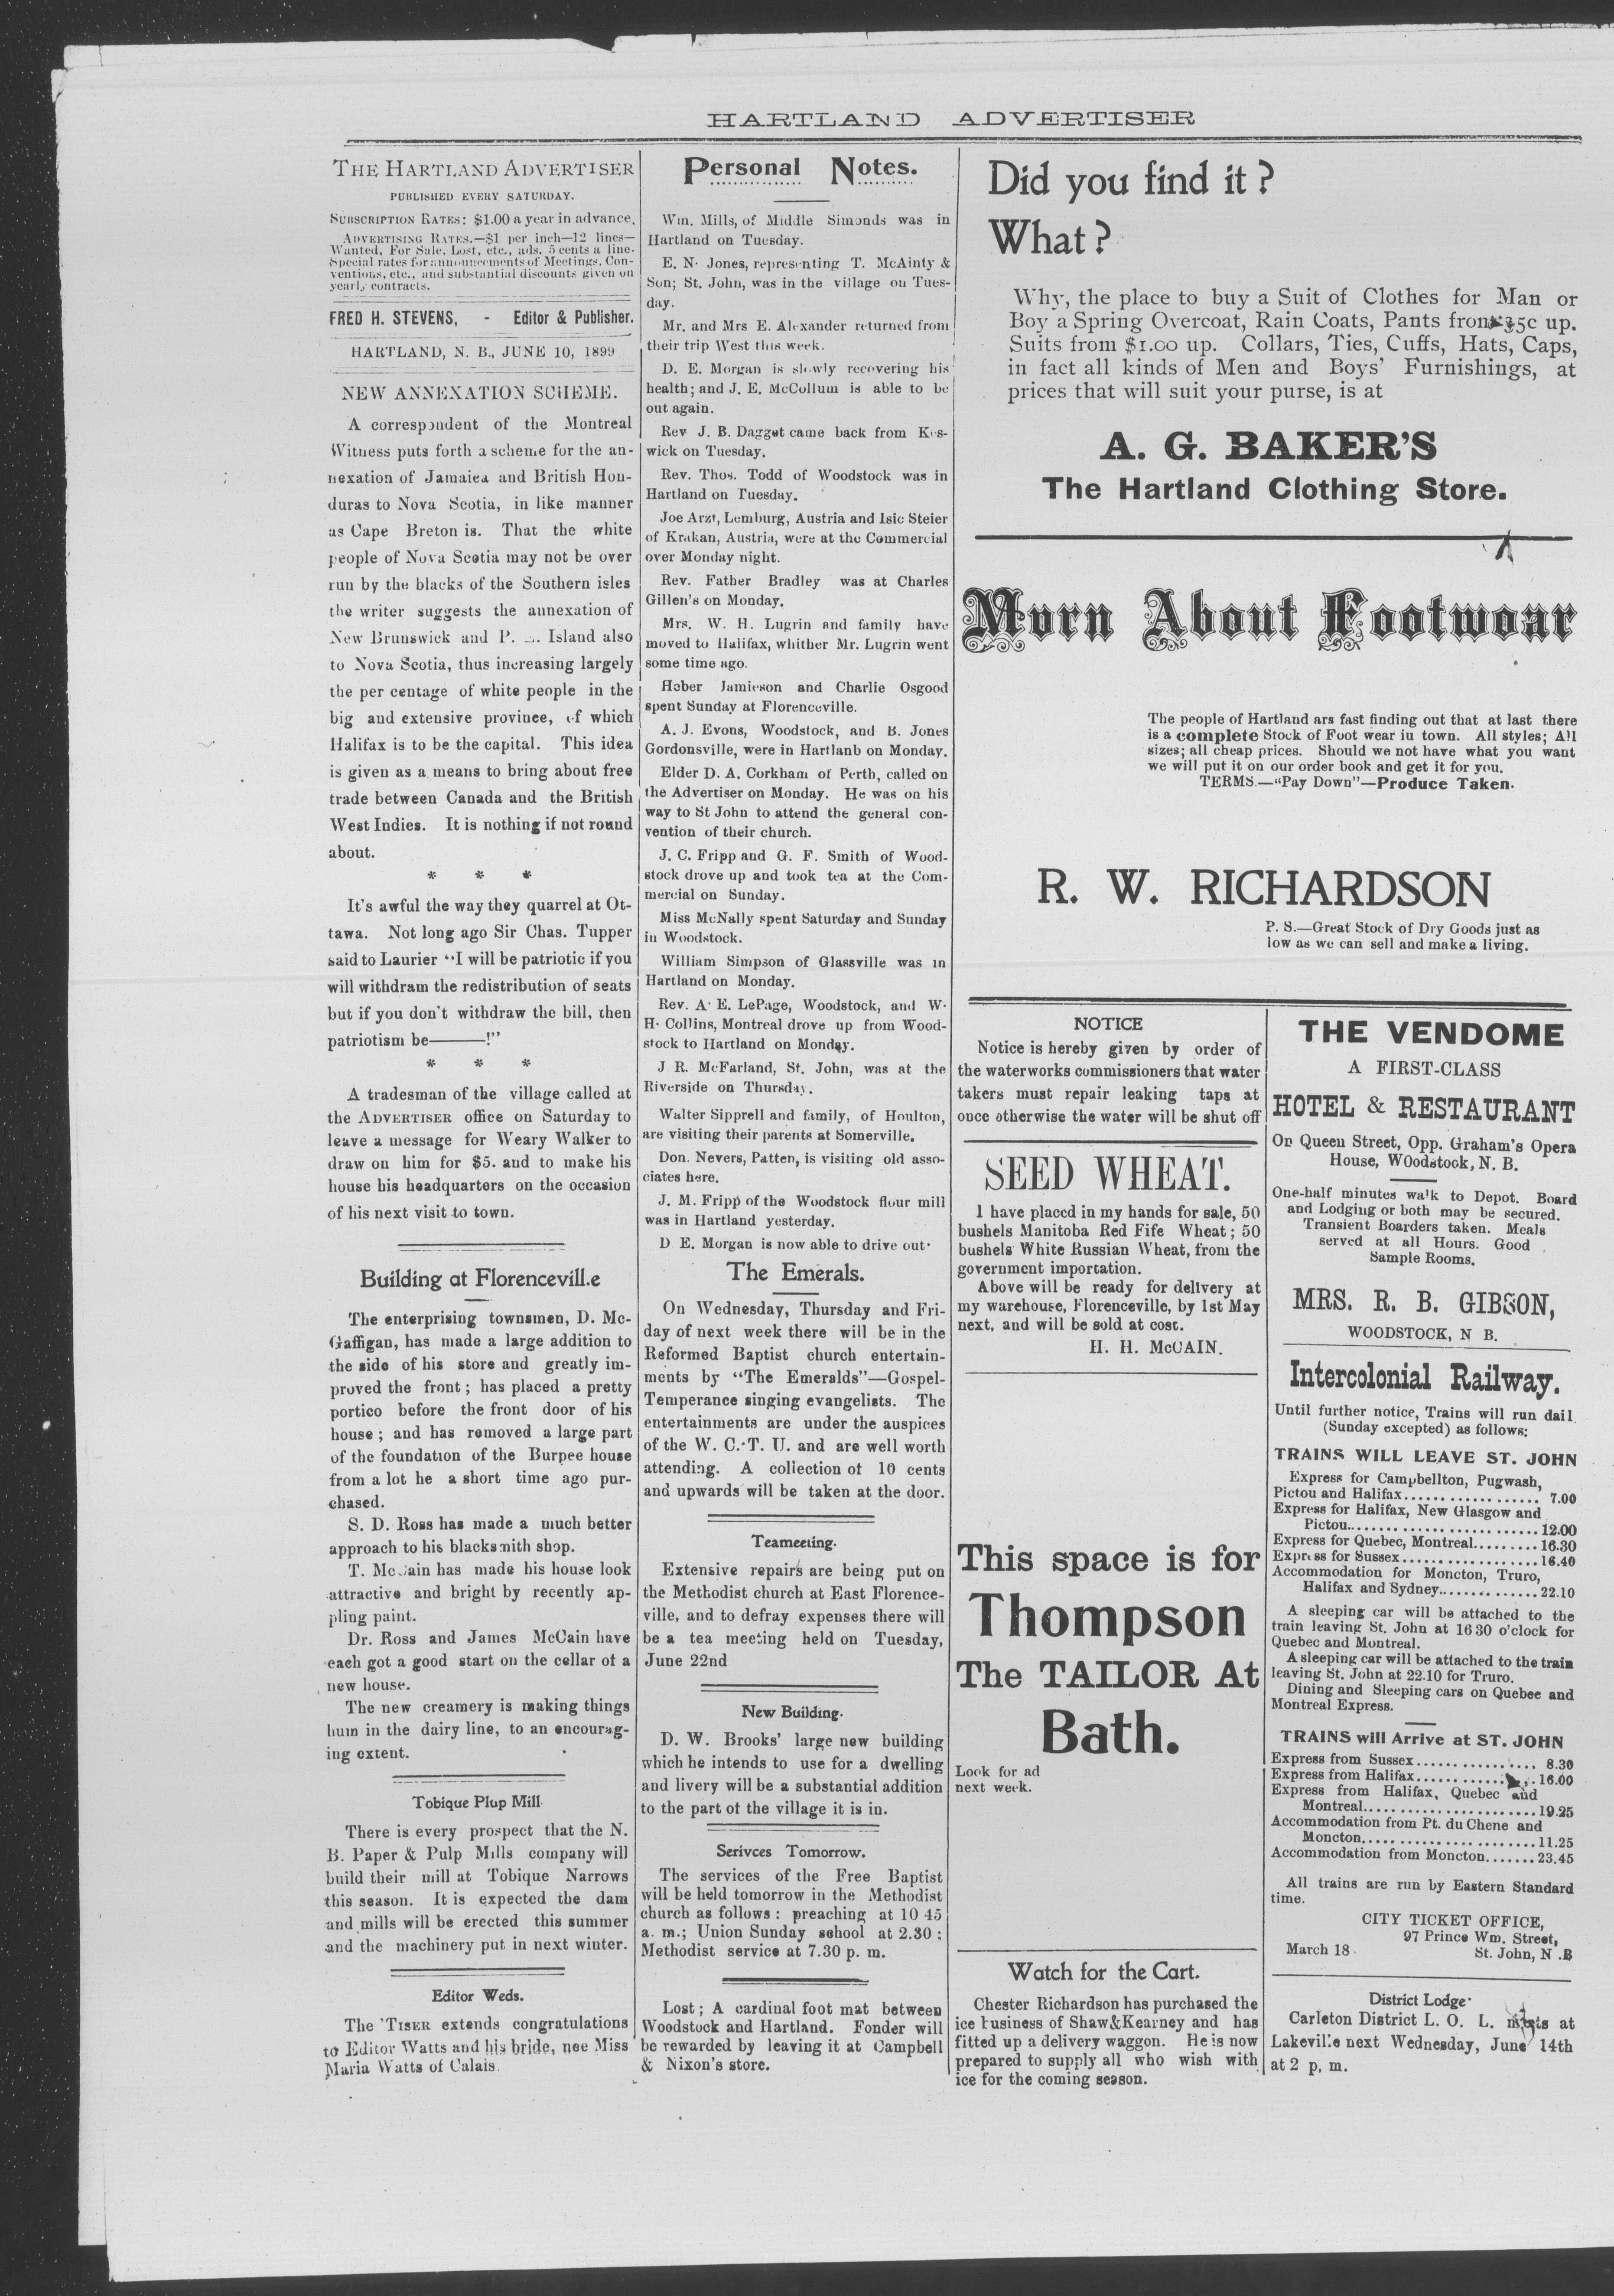 HARTLAND ADVERTISER
THE HARTLAND ADVERTISER
PUBLISHED EVERY SATURDAY.
SUBSCRIPTION RATES: $1.00 a year in advance.
ADVERTISING RATES.—$1 per inch—12 lines—
Wanted, For Sale, Lost, etc., ads. 5 cents a line.
Special rates for announcements of Meetings, Con-
ventions, etc., and substantial discounts given on
yearly contracts.
FRED H. STEVENS, - Editor & Publisher.
HARTLAND, N. B., JUNE 10, 1899
NEW ANNEXATION SCHEME.
A correspondent of the Montreal
Witness puts forth a scheme for the an-
nexation of Jamaica and British Hon-
duras to Nova Scotia, in like manner
as Cape Breton is. That the white
people of Nova Scotia may not be over
run by the blacks of the Southern isles
the writer suggests the annexation of
New Brunswick and P. Island also
to Nova Scotia, thus increasing largely
the per centage of white people in the
big and extensive province, of which
Halifax is to be the capital. This idea
is given as a means to bring about free
trade between Canada and the British
West Indies. It is nothing if not round
about.
* * *
It's awful the way they quarrel at Ot-
tawa. Not long ago Sir Chas. Tupper
said to Laurier "I will be patriotic if you
will withdram the redistribution of seats
but if you don't withdraw the bill, then
patriotism be———!"
* * *
A tradesman of the village called at
the ADVERTISER office on Saturday to
leave a message for Weary Walker to
draw on him for $5. and to make his
house his headquarters on the occasion
of his next visit to town.
Building at Florencevill.e
The enterprising townsmen, D. Mc-
Gaffigan, has made a large addition to
the side of his store and greatly im-
proved the front; has placed a pretty
portico before the front door of his
house; and has removed a large part
of the foundation of the Burpee house
from a lot he a short time ago pur-
chased.
S. D. Ross has made a much better
approach to his blacksmith shop.
T. McCain has made his house look
attractive and bright by recently ap-
pling paint.
Dr. Ross and James McCain have
each got a good start on the cellar of a
new house.
The new creamery is making things
hum in the dairy line, to an encourag-
ing extent.
Tobique Plup Mill
There is every prospect that the N.
B. Paper & Pulp Mills company will
build their mill at Tobique Narrows
this season. It is expected the dam
and mills will be erected this summer
and the machinery put in next winter.
Editor Weds.
The 'TISER extends congratulations
to Editor Watts and his bride, nee Miss
Maria Watts of Calais.
Personal Notes.
Wm. Mills, of Middle Simonds was in
Hartland on Tuesday.
E. N. Jones, representing T. McAinty &
Son; St. John, was in the village on Tues-
day.
Mr. and Mrs E. Alexander returned from
their trip West this week.
D. E. Morgan is slowly recovering his
health; and J. E. McCollum is able to be
out again.
Rev J. B. Dagget came back from Kes-
wick on Tuesday.
Rev. Thos. Todd of Woodstock was in
Hartland on Tuesday.
Joe Arzt, Lemburg, Austria and Isic Steier
of Krakan, Austria, were at the Commercial
over Monday night.
Rev. Father Bradley was at Charles
Gillen's on Monday.
Mrs. W. H. Lugrin and family have
moved to Halifax, whither Mr. Lugrin went
some time ago.
Heber Jamieson and Charlie Osgood
spent Sunday at Florenceville.
A. J. Evons, Woodstock, and B. Jones
Gordonsville, were in Hartlanb on Monday.
Elder D. A. Corkham of Perth, called on
the Advertiser on Monday. He was on his
way to St John to attend the general con-
vention of their church.
J. C. Fripp and G. F. Smith of Wood-
stock drove up and took tea at the Com-
mercial on Sunday.
Miss McNally spent Saturday and Sunday
in Woodstock.
William Simpson of Glassville was in
Hartland on Monday.
Rev. A. E. LePage, Woodstock, and W.
H. Collins, Montreal drove up from Wood-
stock to Hartland on Monday.
J R. McFarland, St. John, was at the
Riverside on Thursday.
Walter Sipprell and family, of Houlton,
are visiting their parents at Somerville.
Don. Nevers, Patten, is visiting old asso-
ciates here.
J. M. Fripp of the Woodstock flour mill
was in Hartland yesterday.
D E. Morgan is now able to drive out.
The Emerals.
On Wednesday, Thursday and Fri-
day of next week there will be in the
Reformed Baptist church entertain-
ments by "The Emeralds"—Gospel-
Temperance singing evangelists. The
entertainments are under the auspices
of the W. C. T. U. and are well worth
attending. A collection of 10 cents
and upwards will be taken at the door.
Teameeting.
Extensive repairs are being put on
the Methodist church at East Florence-
ville, and to defray expenses there will
be a tea meeting held on Tuesday,
June 22nd
New Building.
D. W. Brooks' large new building
which he intends to use for a dwelling
and livery will be a substantial addition
to the part of the village it is in.
Serivces Tomorrow.
The services of the Free Baptist
will be held tomorrow in the Methodist
church as follows: preaching at 10 45
a. m.; Union Sunday school at 2.30;
Methodist service at 7.30 p. m.
Lost; A cardinal foot mat between
Woodstock and Hartland. Fonder will
be rewarded by leaving it at Campbell
& Nixon's store.
Did you find it?
What?
Why, the place to buy a Suit of Clothes for Man or
Boy a Spring Overcoat, Rain Coats, Pants from 35c up.
Suits from $1.00 up. Collars, Ties, Cuffs, Hats, Caps,
in fact all kinds of Men and Boys' Furnishings, at
prices that will suit your purse, is at
A. G. BAKER'S
The Hartland Clothing Store.
Murn About Footwoar
The people of Hartland ars fast finding out that at last there
is a complete Stock of Foot wear iu town. All styles; All
sizes; all cheap prices. Should we not have what you want
we will put it on our order book and get it for you.
TERMS.—"Pay Down"—Produce Taken.
R. W. RICHARDSON
P. S.—Great Stock of Dry Goods just as
low as we can sell and make a living.
NOTICE
Notice is hereby given by order of
the waterworks commissioners that water
takers must repair leaking taps at
once otherwise the water will be shut off
SEED WHEAT.
I have placed in my hands for sale, 50
bushels Manitoba Red Fife Wheat; 50
bushels White Russian Wheat, from the
government importation.
Above will be ready for delivery at
my warehouse, Florenceville, by 1st May
next, and will be sold at cost.
H. H. McCAIN.
This space is for
Thompson
The TAILOR At
Bath.
Look for ad
next week.
Watch for the Cart.
Chester Richardson has purchased the
ice business of Shaw&Kearney and has
fitted up a delivery waggon. He is now
prepared to supply all who wish with
ice for the coming season.
THE VENDOME
A FIRST-CLASS
HOTEL & RESTAURANT
On Queen Street, Opp. Graham's Opera
House, WOodstock, N. B.
One-half minutes walk to Depot. Board
and Lodging or both may be secured.
Transient Boarders taken. Meals
served at all Hours. Good
Sample Rooms.
MRS. R. B. GIBSON,
WOODSTOCK, N B.
Intercolonial Railway.
Until further notice, Trains will run dail
(Sunday excepted) as follows:
TRAINS WILL LEAVE ST. JOHN
Express for Campbellton, Pugwash,
Pictou and Halifax.................. 7.00
Express for Halifax, New Glasgow and
Pictou........................12.00
Express for Quebec, Montreal.........16.30
Express for Sussex..................16.40
Accommodation for Moncton, Truro,
Halifax and Sydney..............22.10
A sleeping car will be attached to the
train leaving St. John at 16 30 o'clock for
Quebec and Montreal.
A sleeping car will be attached to the train
leaving St. John at 22.10 for Truro.
Dining and Sleeping cars on Quebec and
Montreal Express.
TRAINS will Arrive at ST. JOHN
Express from Sussex................ 8.30
Express from Halifax................16.00
Express from Halifax, Quebec and
Montreal.......................19.25
Accommodation from Pt. du Chene and
Moncton.......................11.25
Accommodation from Moncton.......23.45
All trains are run by Eastern Standard
time.
CITY TICKET OFFICE,
97 Prince Wm. Street,
March 18 St. John, N .B
District Lodge.
Carleton District L. O. L. meets at
Lakeville next Wednesday, June 14th
at 2 p, m.